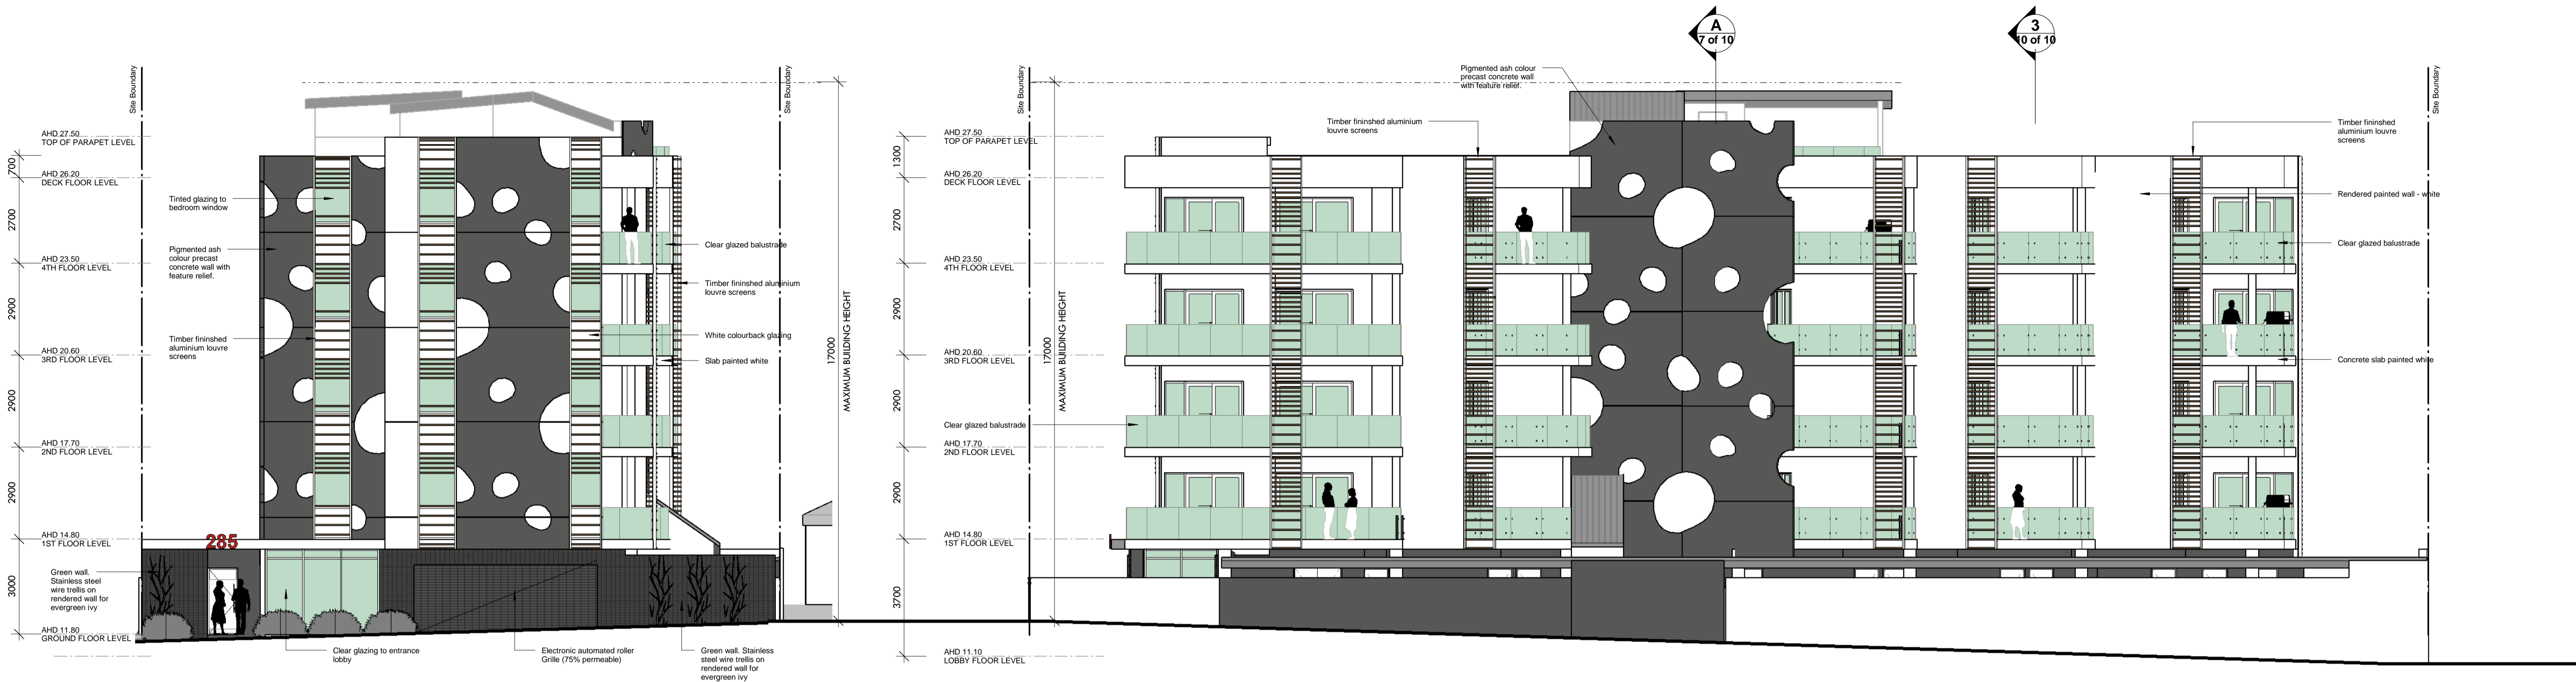 Site Boundary
Site Boundary
AHD 27.50
TOP OF PARAPET LEVEL
700
AHD 26.20
DECK FLOOR LEVEL
2700
Tinted glazing to
bedroom window
Pigmented ash
colour precast
concrete wall with
feature relief.
AHD 23.50
4TH FLOOR LEVEL
2900
Timber fininshed
aluminium louvre
screens
AHD 20.60
3RD FLOOR LEVEL
2900
AHD 17.70
2ND FLOOR LEVEL
2900
AHD 14.80
1ST FLOOR LEVEL
285
Green wall.
Stainless steel
wire trellis on
rendered wall for
evergreen ivy
3000
AHD 11.80
GROUND FLOOR LEVEL
Clear glazing to entrance
lobby
Electronic automated roller
Grille (75% permeable)
Green wall. Stainless
steel wire trellis on
rendered wall for
evergreen ivy
Clear glazed balustrade
Timber fininshed aluminium
louvre screens
White colourback glazing
Slab painted white
17000
MAXIMUM BUILDING HEIGHT
Site Boundary
A
7 of 10
3
10 of 10
Site Boundary
Pigmented ash colour
precast concrete wall
with feature relief.
Timber fininshed aluminium
louvre screens
Timber fininshed
aluminium louvre
screens
AHD 27.50
TOP OF PARAPET LEVEL
1300
AHD 26.20
DECK FLOOR LEVEL
2700
Rendered painted wall - white
Clear glazed balustrade
AHD 23.50
4TH FLOOR LEVEL
2900
17000
MAXIMUM BUILDING HEIGHT
AHD 20.60
3RD FLOOR LEVEL
Concrete slab painted white
2900
Clear glazed balustrade
AHD 17.70
2ND FLOOR LEVEL
2900
AHD 14.80
1ST FLOOR LEVEL
3700
AHD 11.10
LOBBY FLOOR LEVEL